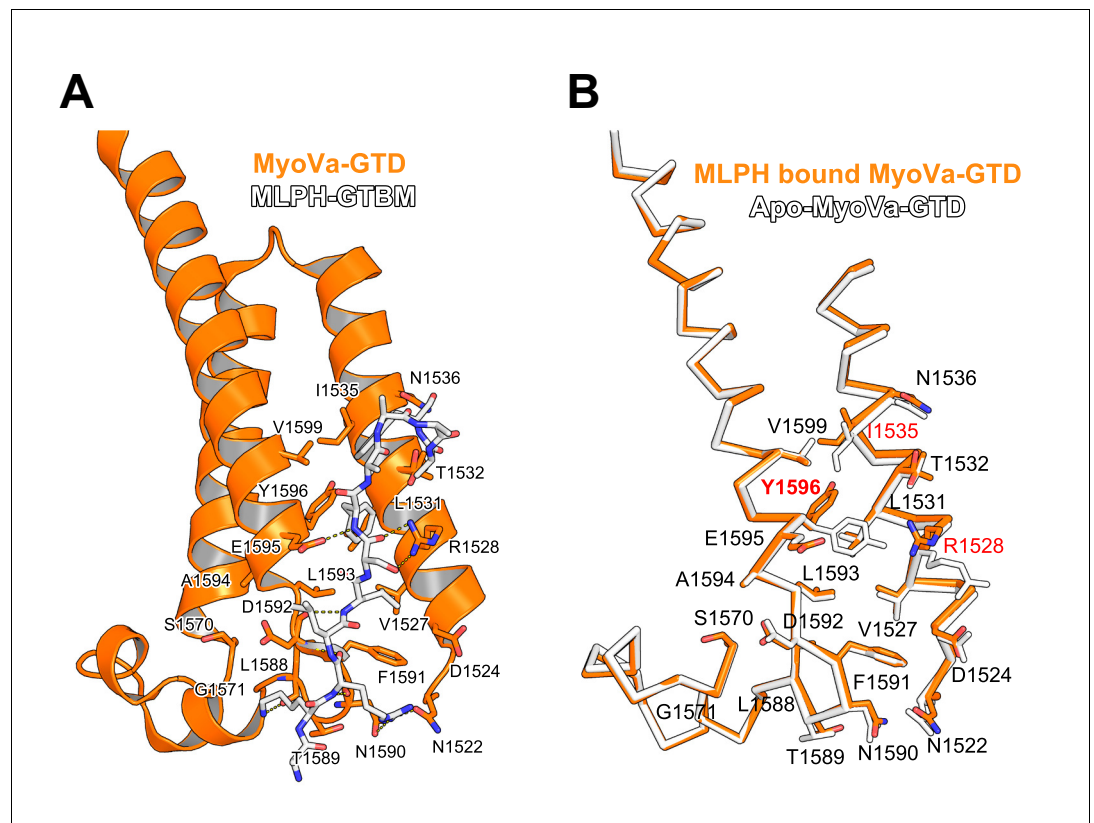 A
MyoVa-GTD
MLPH-GTBM
I1535
N1536
V1599
T1532
Y1596
L1531
E1595
R1528
A1594
L1593
D1592
V1527
S1570
L1588
F1591
D1524
G1571
T1589
N1590
N1522
B
MLPH bound MyoVa-GTD
Apo-MyoVa-GTD
N1536
V1599
I1535
T1532
Y1596
L1531
E1595
R1528
A1594
L1593
S1570
D1592
V1527
F1591
D1524
G1571
L1588
T1589
N1590
N1522